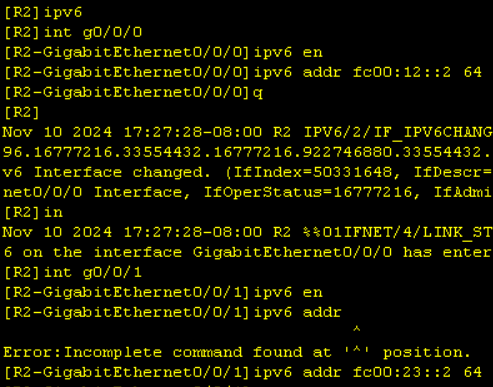 [R2]ipv6
[R2]int g0/0/0
[R2-GigabitEthernet0/0/0]ipv6 en
[R2-GigabitEthernet0/0/0]ipv6 addr fc00:12::2 64
[R2-GigabitEthernet0/0/0]q
[R2]
Nov 10 2024 17:27:28-08:00 R2 IPV6/2/IF_IPV6CHANG
96.16777216.33554432.16777216.922746880.33554432.
v6 Interface changed. (IfIndex=50331648, IfDescr=
net0/0/0 Interface, IfOperStatus=16777216, IfAdmi
[R2]in
Nov 10 2024 17:27:28-08:00 R2 %%01IFNET/4/LINK_ST
6 on the interface GigabitEthernet0/0/0 has enter
[R2]int g0/0/1
[R2-GigabitEthernet0/0/1]ipv6 en
[R2-GigabitEthernet0/0/1]ipv6 addr
^
Error:Incomplete command found at '^' position.
[R2-GigabitEthernet0/0/1]ipv6 addr fc00:23::2 64